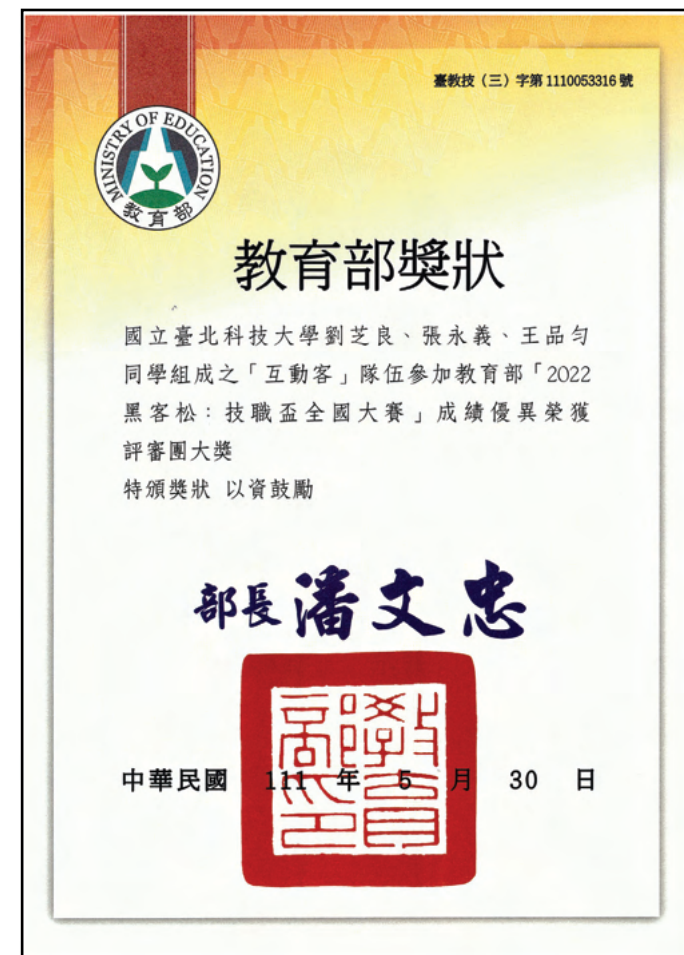 臺教技（三）字第 1110053316 號
MINISTRY OF EDUCATION
教育部
教育部獎狀
國立臺北科技大學劉芝良、張永義、王品勻
同學組成之「互動客」隊伍參加教育部「2022
黑客松：技職盃全國大賽」成績優異榮獲
評審團大獎
特頒獎狀 以資鼓勵
部長潘文忠
教育部印
中華民國 111 年 5 月 30 日